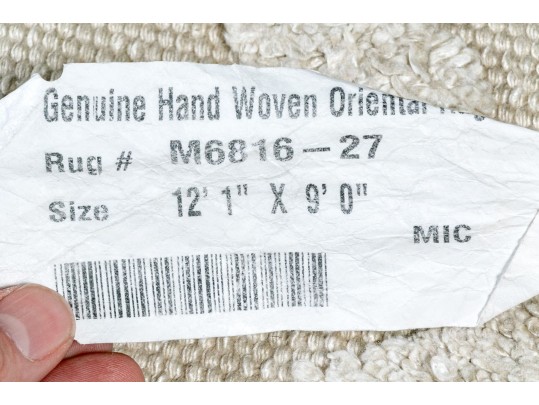 Genuine Hand Woven Oriental
Rug # M6816-27
Size 12' 1" X 9' 0"
MIC